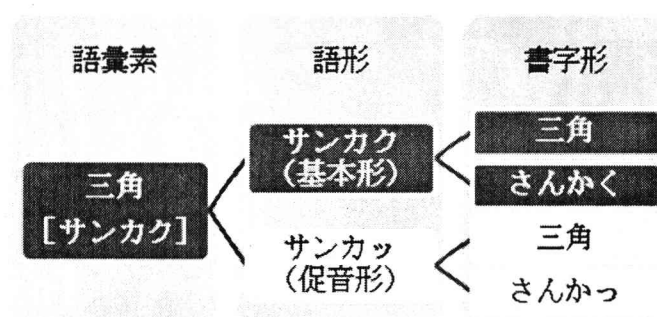 語彙素
語形
書字形
三角
[サンカク]
サンカク
(基本形)
三角
さんかく
サンカッ
(促音形)
三角
さんかっ